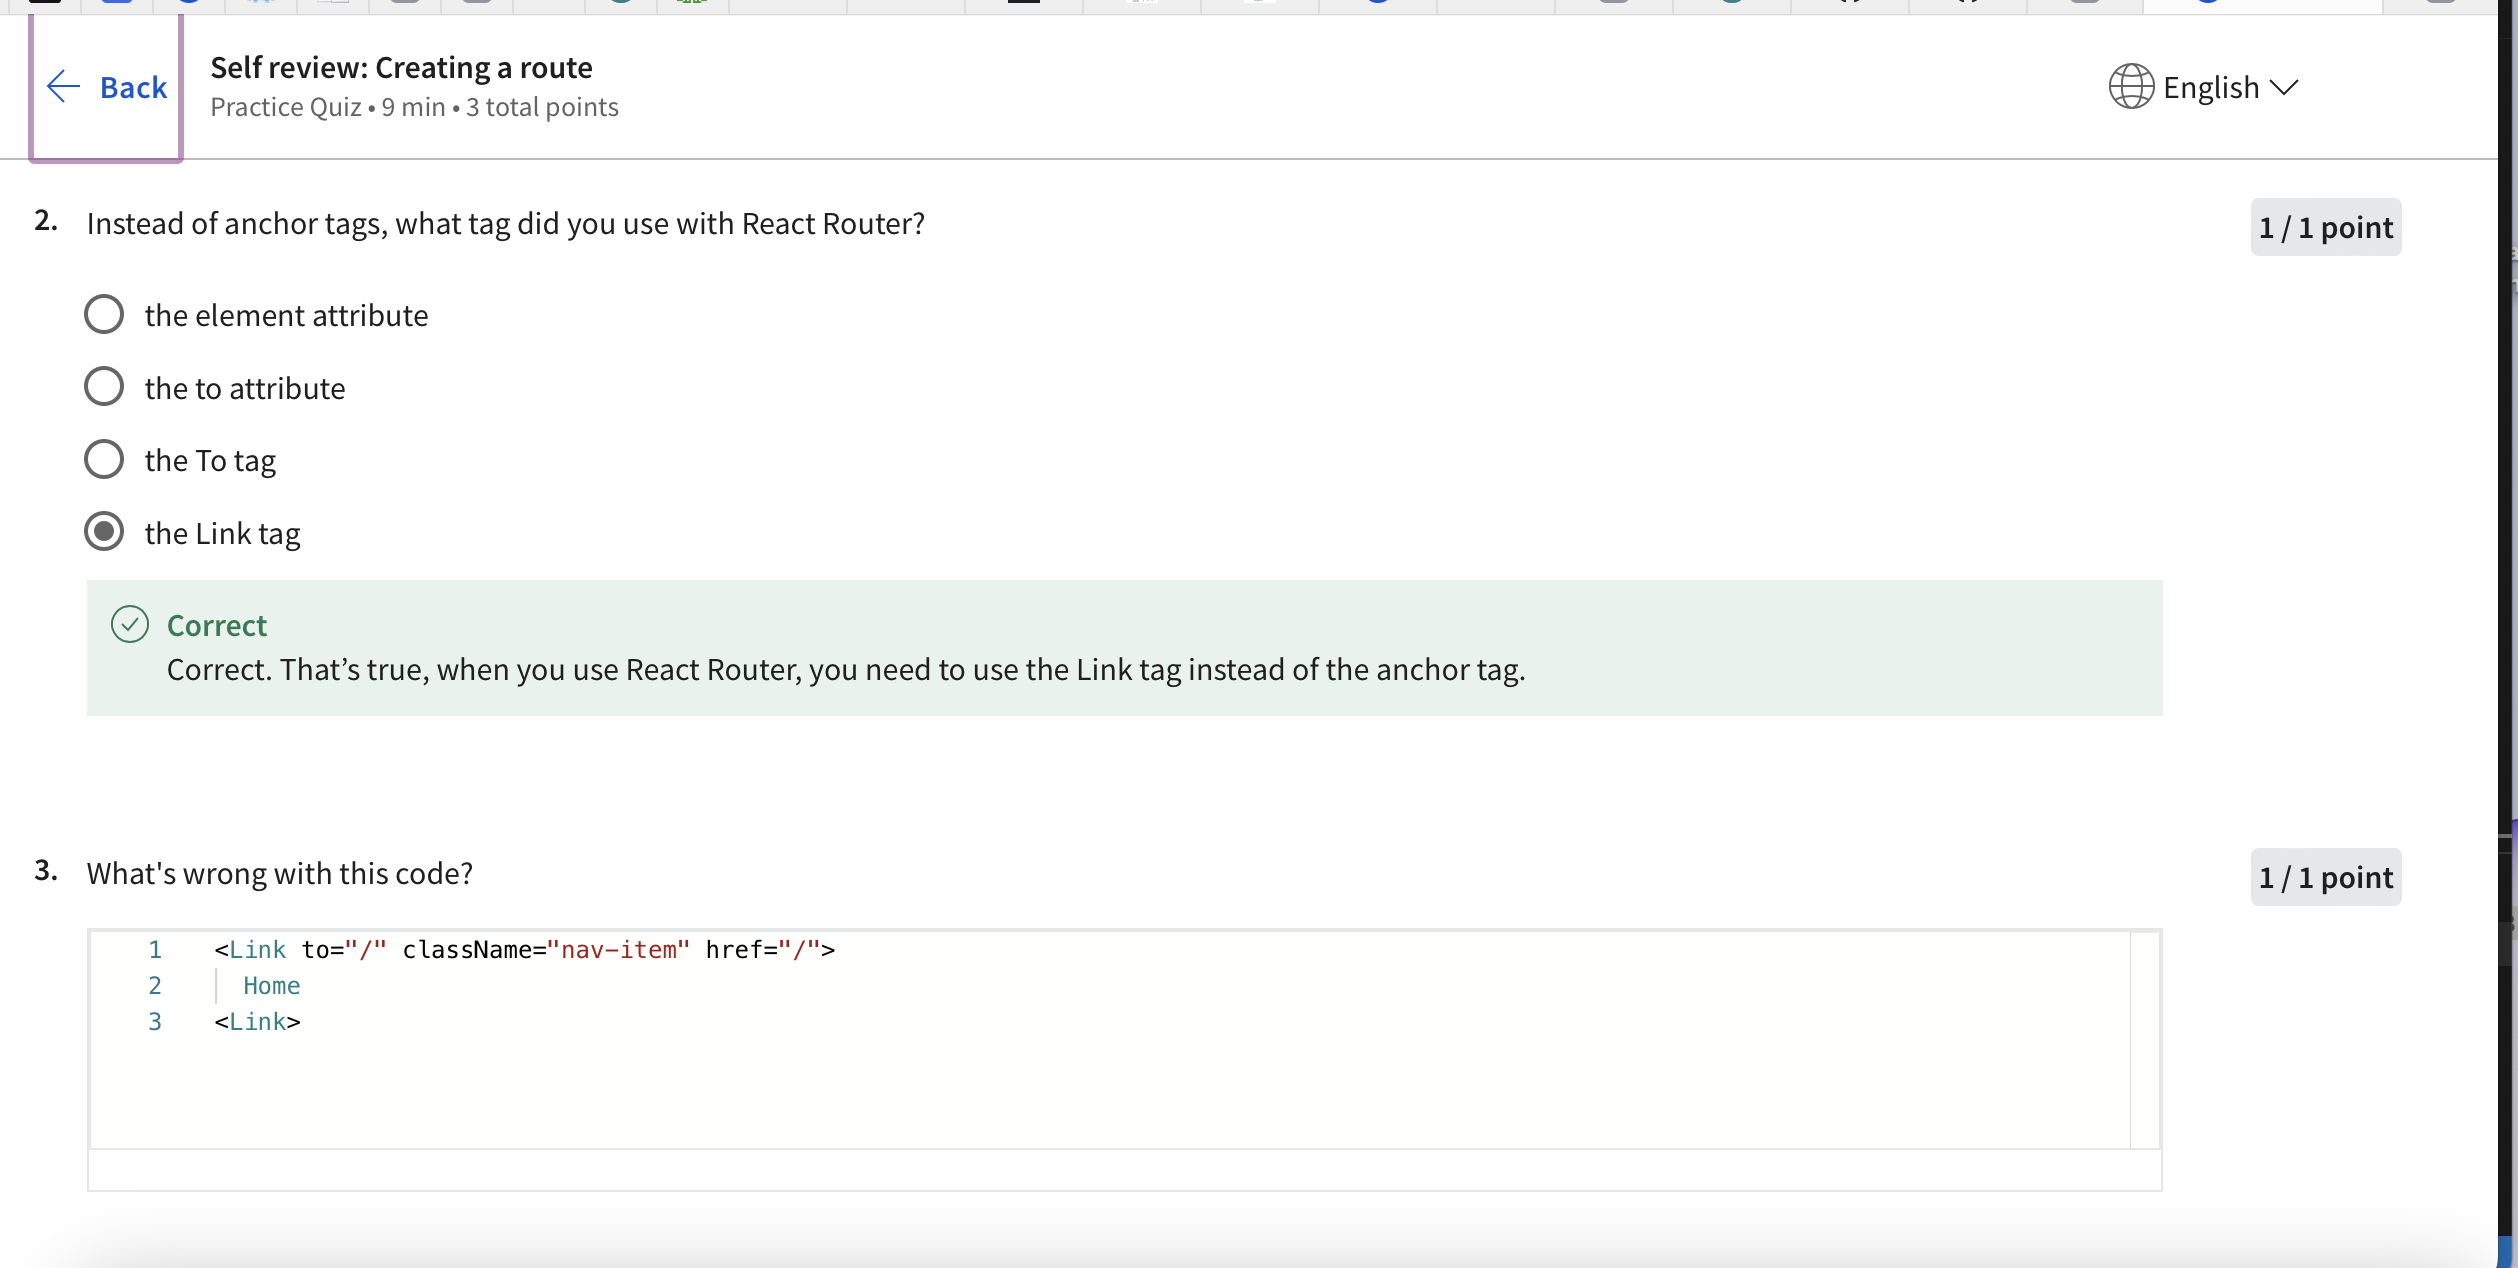 Back
Self review: Creating a route
Practice Quiz • 9 min • 3 total points
English
2. Instead of anchor tags, what tag did you use with React Router?
1 / 1 point
the element attribute
the to attribute
the To tag
the Link tag
Correct
Correct. That’s true, when you use React Router, you need to use the Link tag instead of the anchor tag.
3. What's wrong with this code?
1 / 1 point
1 <Link to="/" className="nav-item" href="/">
2 Home
3 <Link>